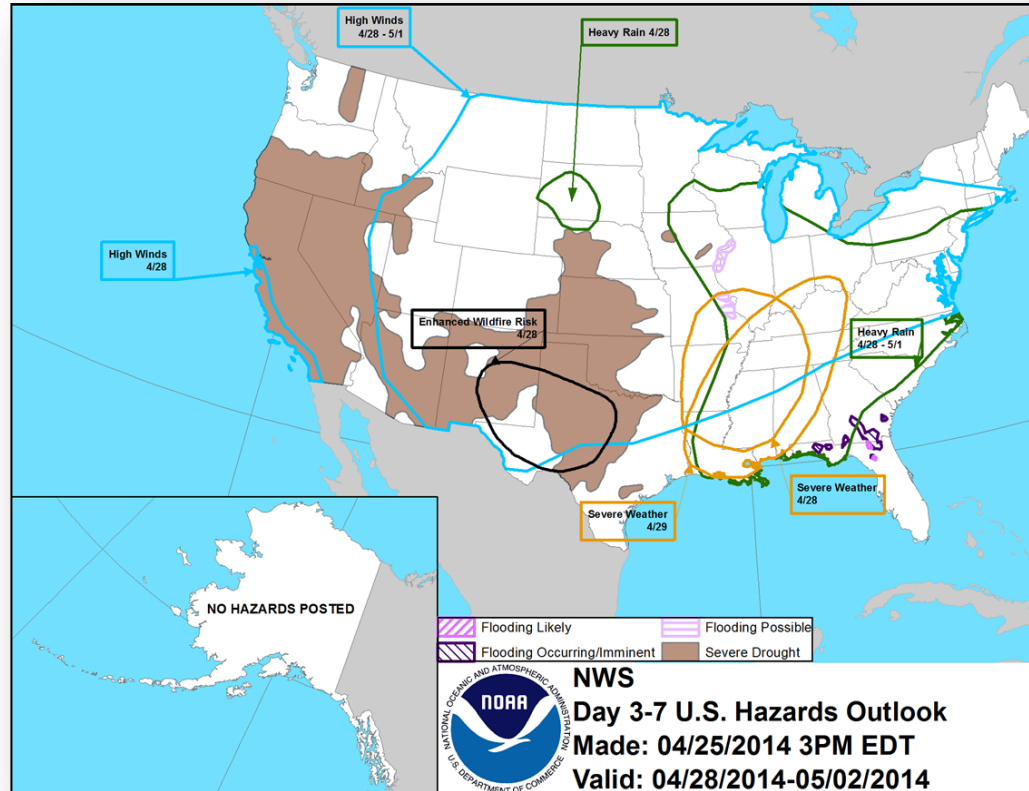 High Winds
4/28 - 5/1
Heavy Rain 4/28
High Winds
4/28
Enhanced Wildfire Risk
4/28
Heavy Rain
4/28 - 5/1
Severe Weather
4/28
Severe Weather
4/29
NO HAZARDS POSTED
Flooding Likely
Flooding Possible
Flooding Occurring/Imminent
Severe Drought
NATIONAL OCEANIC AND ATMOSPHERIC ADMINISTRATION
NOAA
U.S. DEPARTMENT OF COMMERCE
NWS
Day 3-7 U.S. Hazards Outlook
Made: 04/25/2014 3PM EDT
Valid: 04/28/2014-05/02/2014